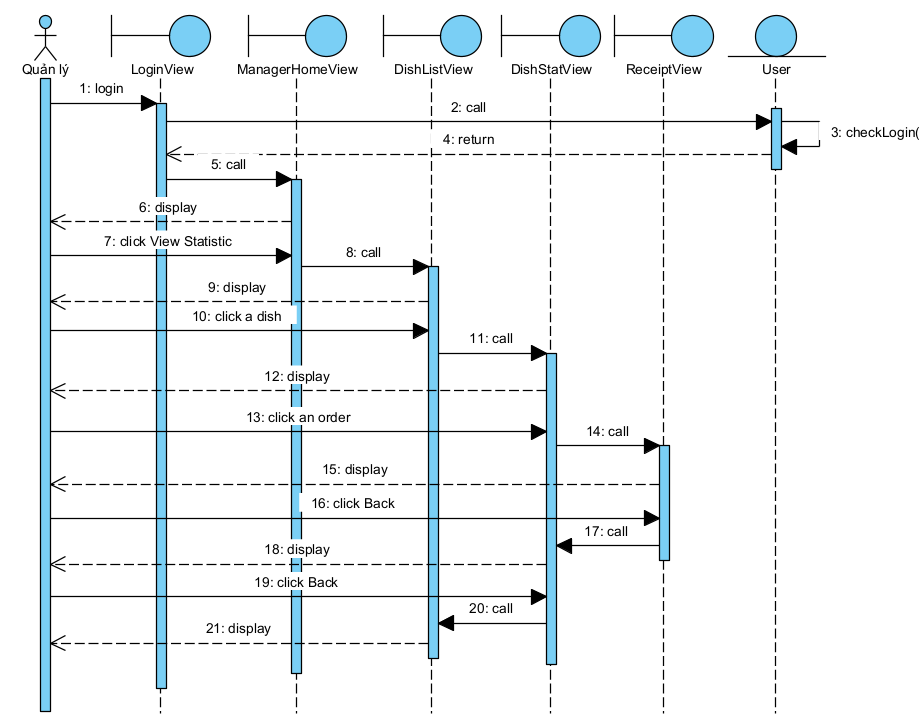 Quản lý
LoginView
ManagerHomeView
DishListView
DishStatView
ReceiptView
User
1: login
2: call
3: checkLogin(
4: return
5: call
6: display
7: click View Statistic
8: call
9: display
10: click a dish
11: call
12: display
13: click an order
14: call
15: display
16: click Back
17: call
18: display
19: click Back
20: call
21: display